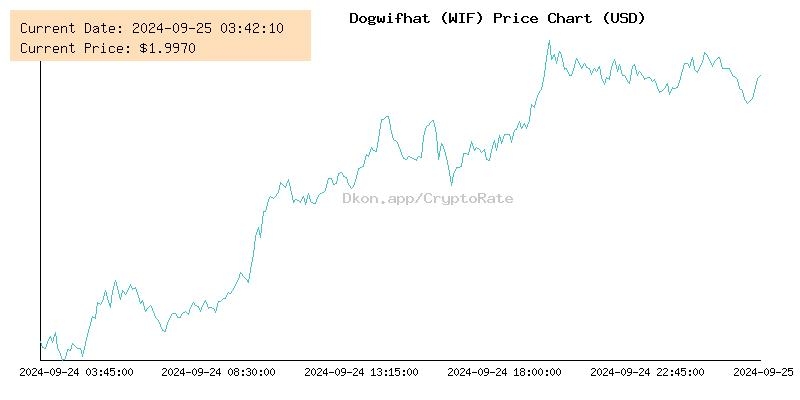 Dogwifhat (WIF) Price Chart (USD)
Current Date: 2024-09-25 03:42:10
Current Price: $1.9970
Dkon.app/CryptoRate
2024-09-24 03:45:00 2024-09-24 08:30:00 2024-09-24 13:15:00 2024-09-24 18:00:00 2024-09-24 22:45:00 2024-09-25